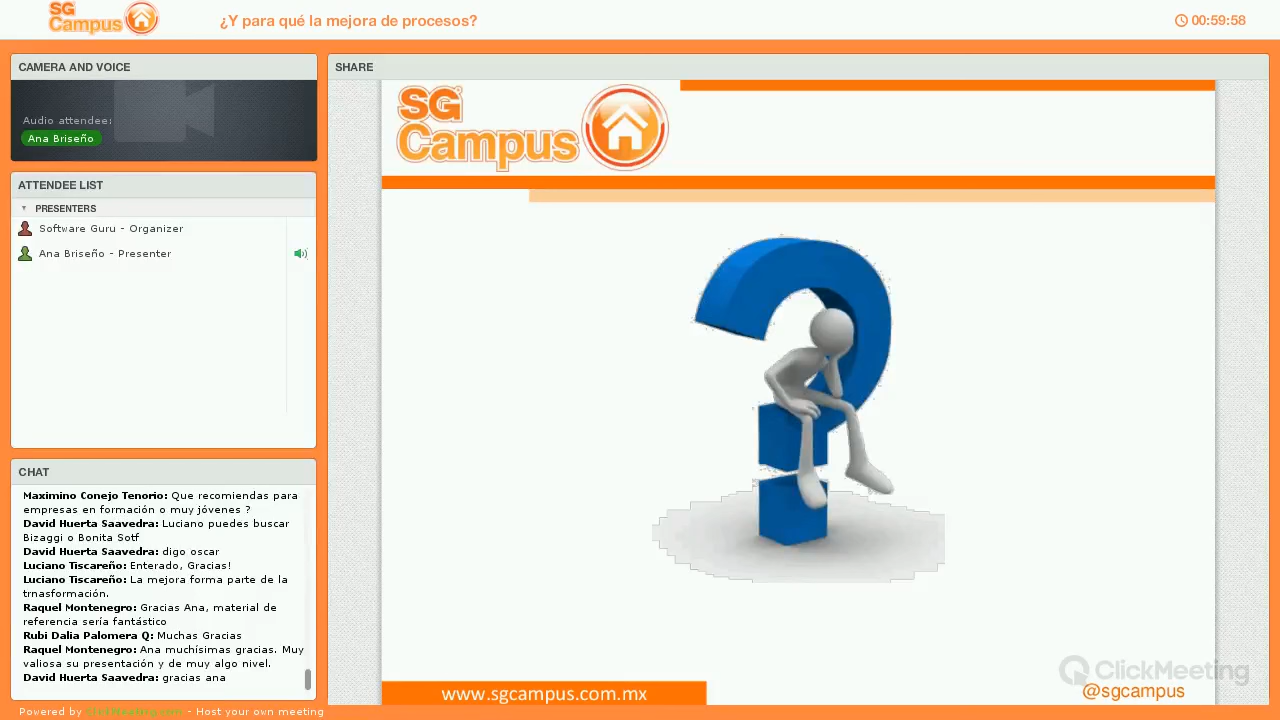 SG
Campus
¿Y para qué la mejora de procesos?
00:59:58
CAMERA AND VOICE
Audio attendee:
Ana Briseño
ATTENDEE LIST
PRESENTERS
Software Guru - Organizer
Ana Briseño - Presenter
CHAT
Maximino Conejo Tenorio: Que recomiendas para
empresas en formación o muy jóvenes ?
David Huerta Saavedra: Luciano puedes buscar
Bizaggi o Bonita Sotf
David Huerta Saavedra: digo oscar
Luciano Tiscareño: Enterado, Gracias!
Luciano Tiscareño: La mejora forma parte de la
trnasformación.
Raquel Montenegro: Gracias Ana, material de
referencia sería fantástico
Rubi Dalia Palomera Q: Muchas Gracias
Raquel Montenegro: Ana muchísimas gracias. Muy
valiosa su presentación y de muy algo nivel.
David Huerta Saavedra: gracias ana
Powered by ClickMeeting.com - Host your own meeting
SHARE
SG
Campus
www.sgcampus.com.mx
ClickMeeting
@sgcampus